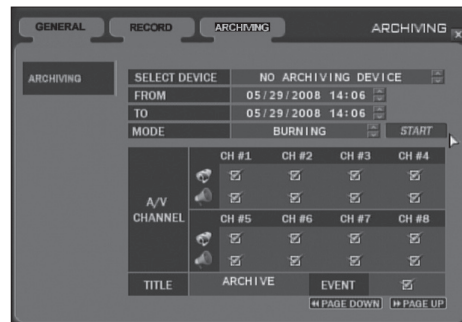 GENERAL RECORD ARCHIVING ARCHIVING x
ARCHIVING
SELECT DEVICE NO ARCHIVING DEVICE
FROM 05/29/2008 14:06
TO 05/29/2008 14:06
MODE BURNING START
CH #1 CH #2 CH #3 CH #4
A/V CHANNEL
CH #5 CH #6 CH #7 CH #8
TITLE ARCHIVE EVENT
PAGE DOWN PAGE UP